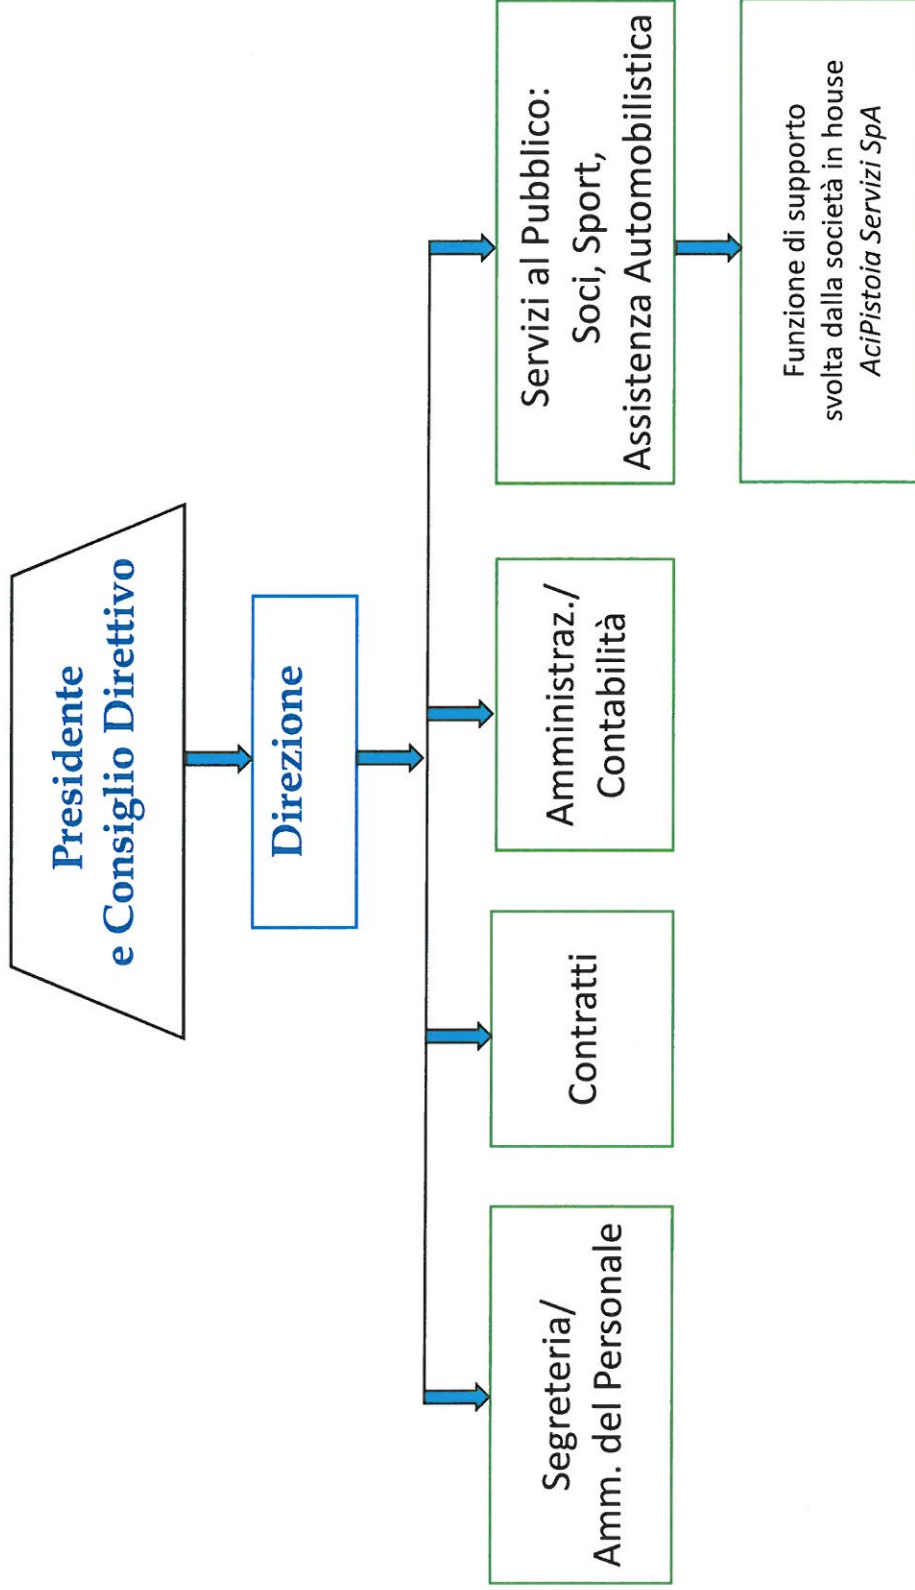 Presidente
e Consiglio Direttivo
Direzione
Segreteria/
Amm. del Personale
Contratti
Amministraz./
Contabilità
Servizi al Pubblico:
Soci, Sport,
Assistenza Automobilistica
Funzione di supporto
svolta dalla società in house
AciPistoia Servizi SpA